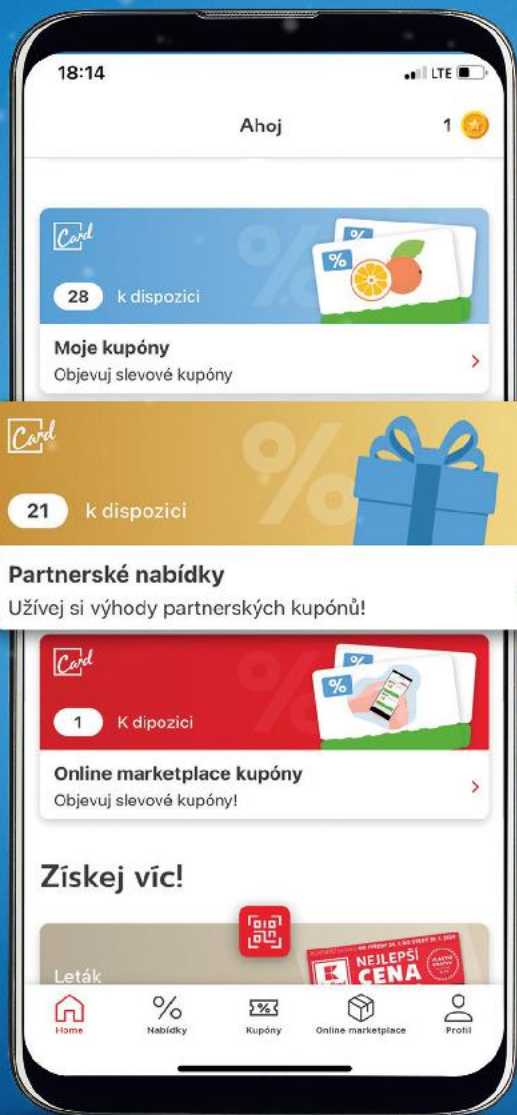 18:14
LTE
Ahoj
1
Card
%
%
%
28 k dispozici
Moje kupóny
Objevuj slevové kupóny
Card
%
21 k dispozici
Partnerské nabídky
Užívej si výhody partnerských kupónů!
Card
%
%
%
1 K dipozici
Online marketplace kupóny
Objevuj slevové kupóny!
Získej víc!
Leták
K
NEJLEPŠÍ
CENA
Home
Nabídky
Kupóny
Online marketplace
Profil